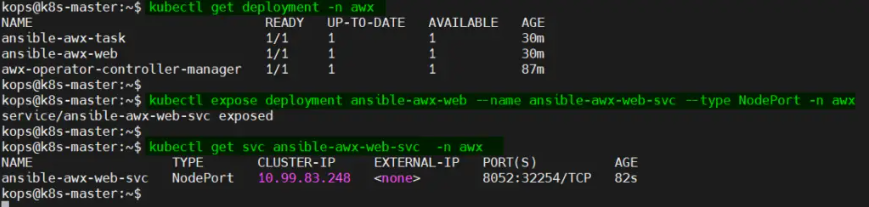 kops@k8s-master:~$ kubectl get deployment -n awx
NAME READY UP-TO-DATE AVAILABLE AGE
ansible-awx-task 1/1 1 1 30m
ansible-awx-web 1/1 1 1 30m
awx-operator-controller-manager 1/1 1 1 87m
kops@k8s-master:~$
kops@k8s-master:~$ kubectl expose deployment ansible-awx-web --name ansible-awx-web-svc --type NodePort -n awx
service/ansible-awx-web-svc exposed
kops@k8s-master:~$
kops@k8s-master:~$ kubectl get svc ansible-awx-web-svc -n awx
NAME TYPE CLUSTER-IP EXTERNAL-IP PORT(S) AGE
ansible-awx-web-svc NodePort 10.99.83.248 <none> 8052:32254/TCP 82s
kops@k8s-master:~$